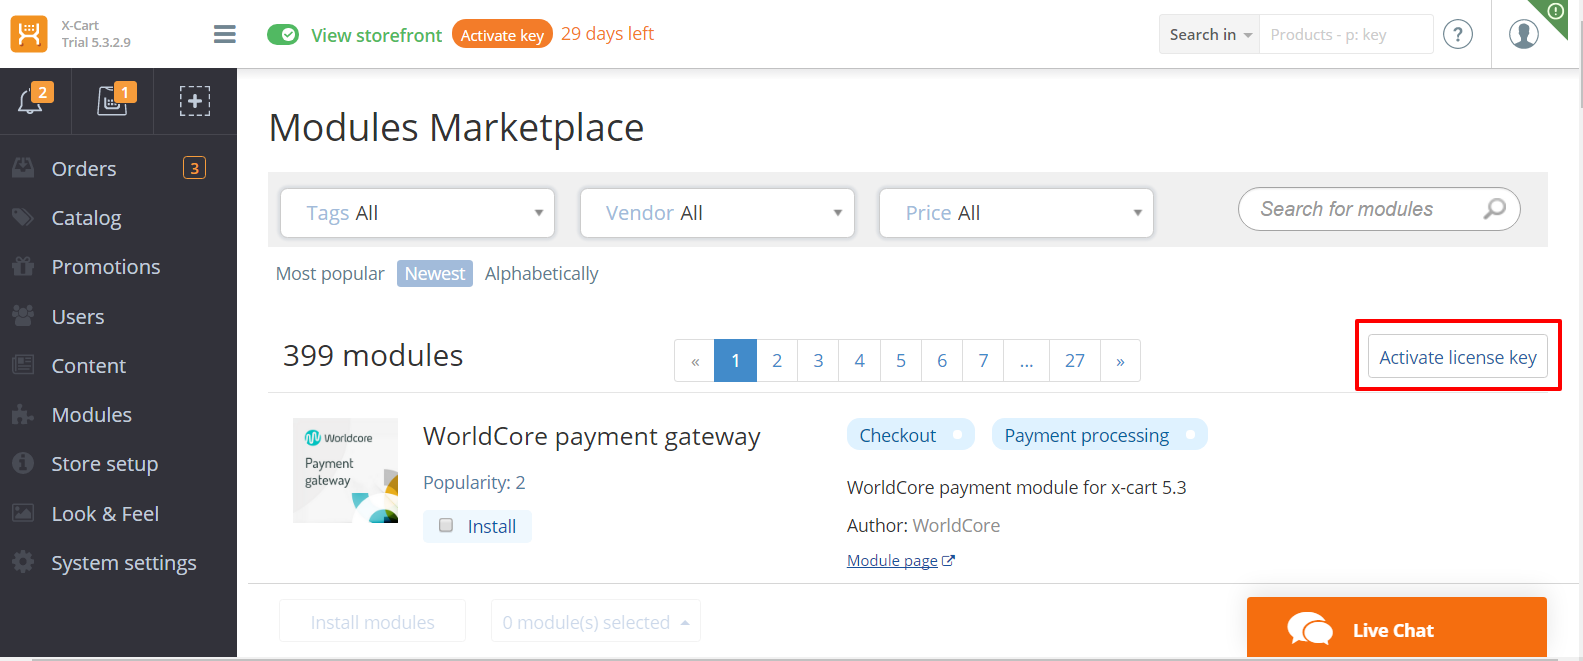 X-Cart
Trial 5.3.2.9
View storefront Activate key 29 days left
Search in Products - p: key ?
2 1
Orders 3
Catalog
Promotions
Users
Content
Modules
Store setup
Look & Feel
System settings
Modules Marketplace
Tags All Vendor All Price All Search for modules
Most popular Newest Alphabetically
399 modules « 1 2 3 4 5 6 7 ... 27 » Activate license key
Worldcore
Payment
gateway
WorldCore payment gateway
Popularity: 2
Install
Checkout Payment processing
WorldCore payment module for x-cart 5.3
Author: WorldCore
Module page
Install modules 0 module(s) selected
Live Chat